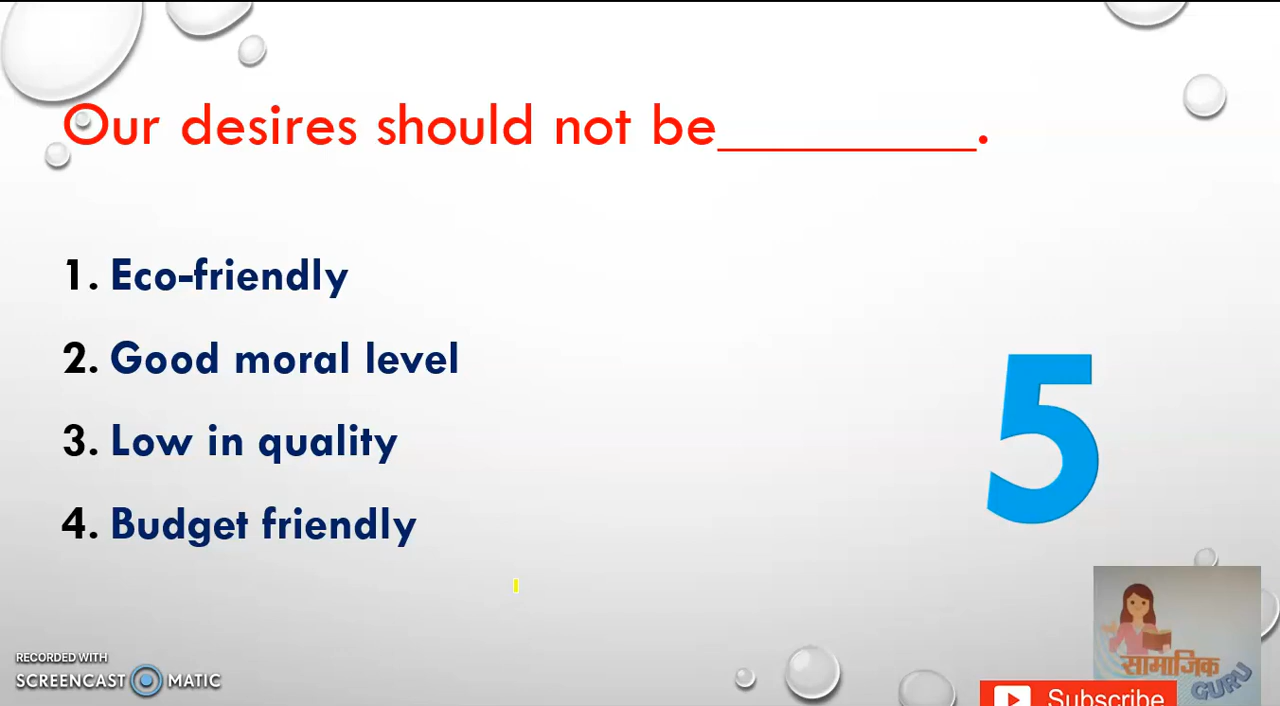 Our desires should not be_________.
1. Eco-friendly
2. Good moral level
3. Low in quality
4. Budget friendly
5
RECORDED WITH
SCREENCAST MATIC
सामाजिक
GURU
Subscribe